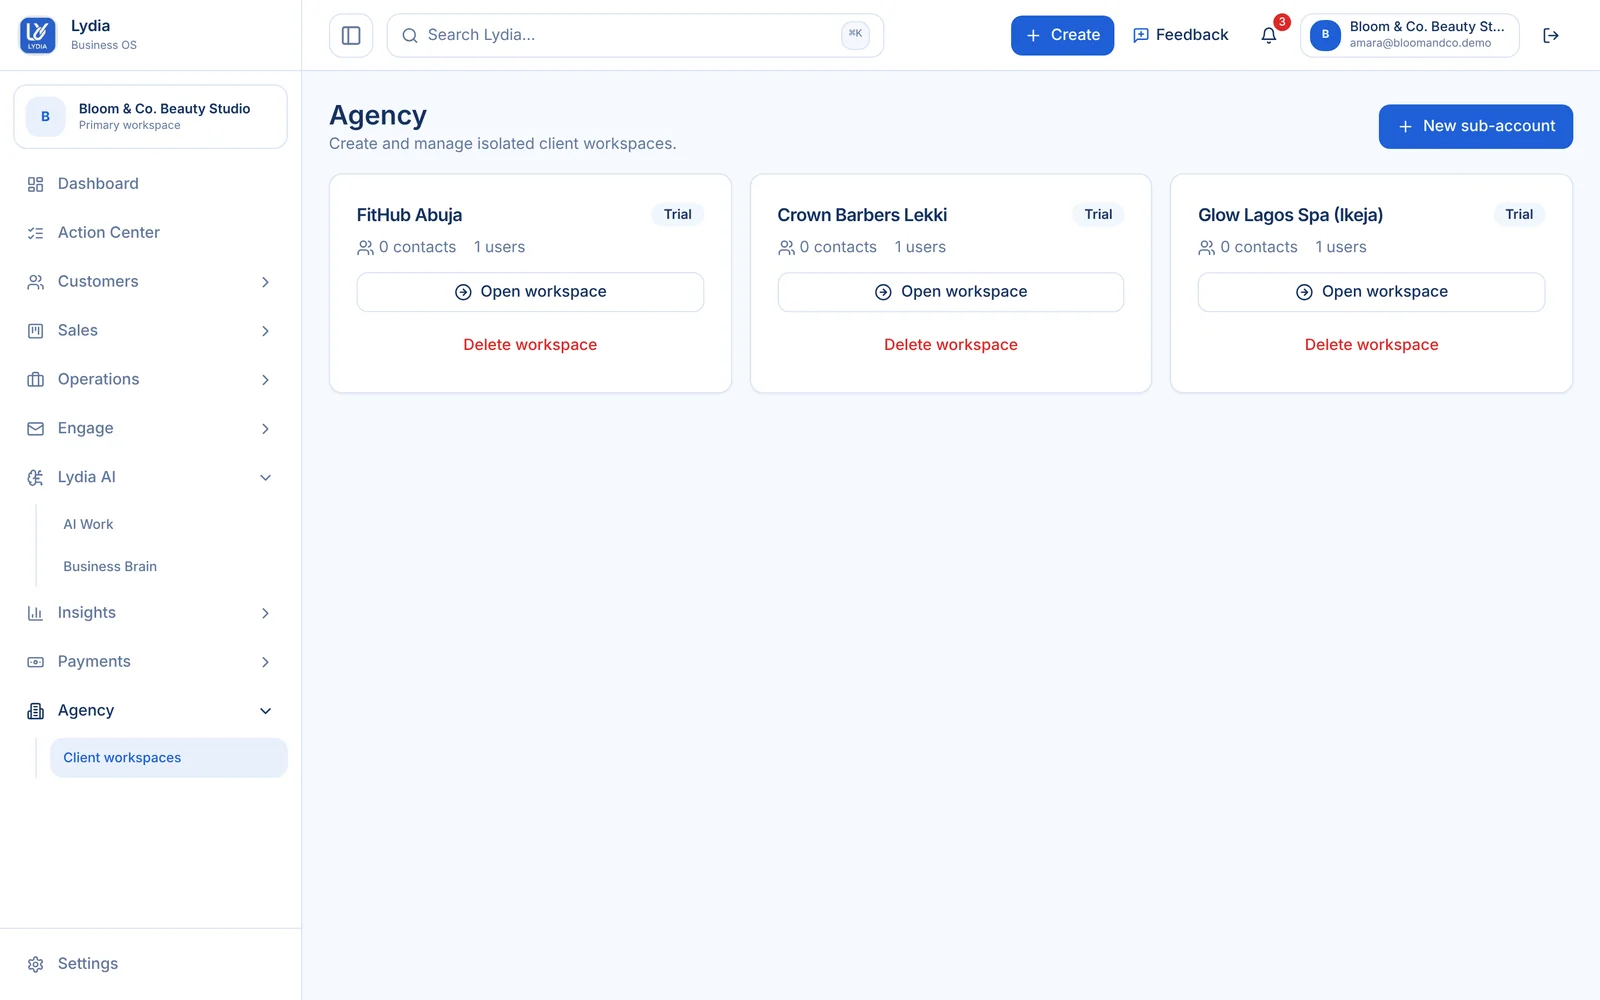 LYDIA
Lydia
Business OS
Search Lydia...
⌘K
Create
Feedback
3
B
Bloom & Co. Beauty St...
amara@bloomandco.demo
B
Bloom & Co. Beauty Studio
Primary workspace
Dashboard
Action Center
Customers
Sales
Operations
Engage
Lydia AI
AI Work
Business Brain
Insights
Payments
Agency
Client workspaces
Settings
Agency
Create and manage isolated client workspaces.
New sub-account
FitHub Abuja
Trial
0 contacts 1 users
Open workspace
Delete workspace
Crown Barbers Lekki
Trial
0 contacts 1 users
Open workspace
Delete workspace
Glow Lagos Spa (Ikeja)
Trial
0 contacts 1 users
Open workspace
Delete workspace